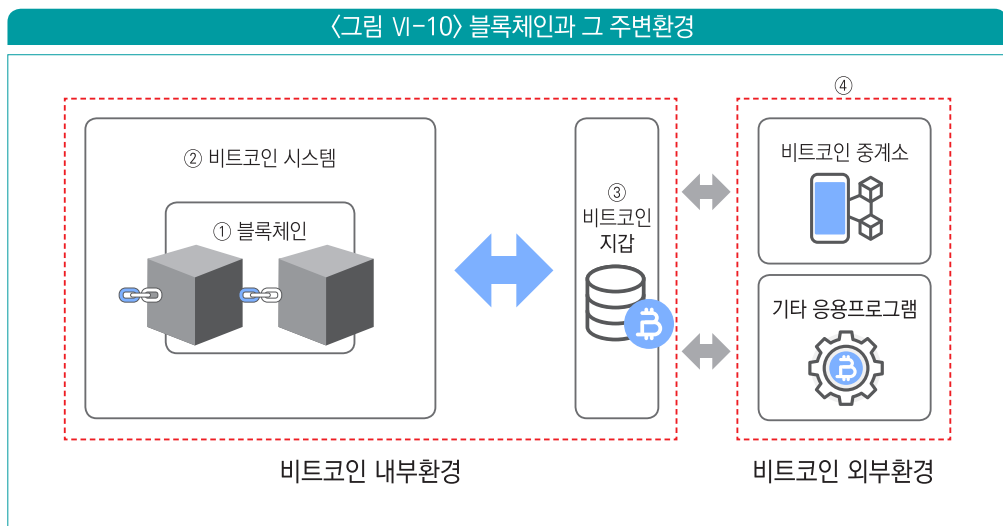 〈그림 Ⅵ-10〉 블록체인과 그 주변환경
② 비트코인 시스템
① 블록체인
③
비트코인
지갑
④
비트코인 중계소
기타 응용프로그램
비트코인 내부환경
비트코인 외부환경